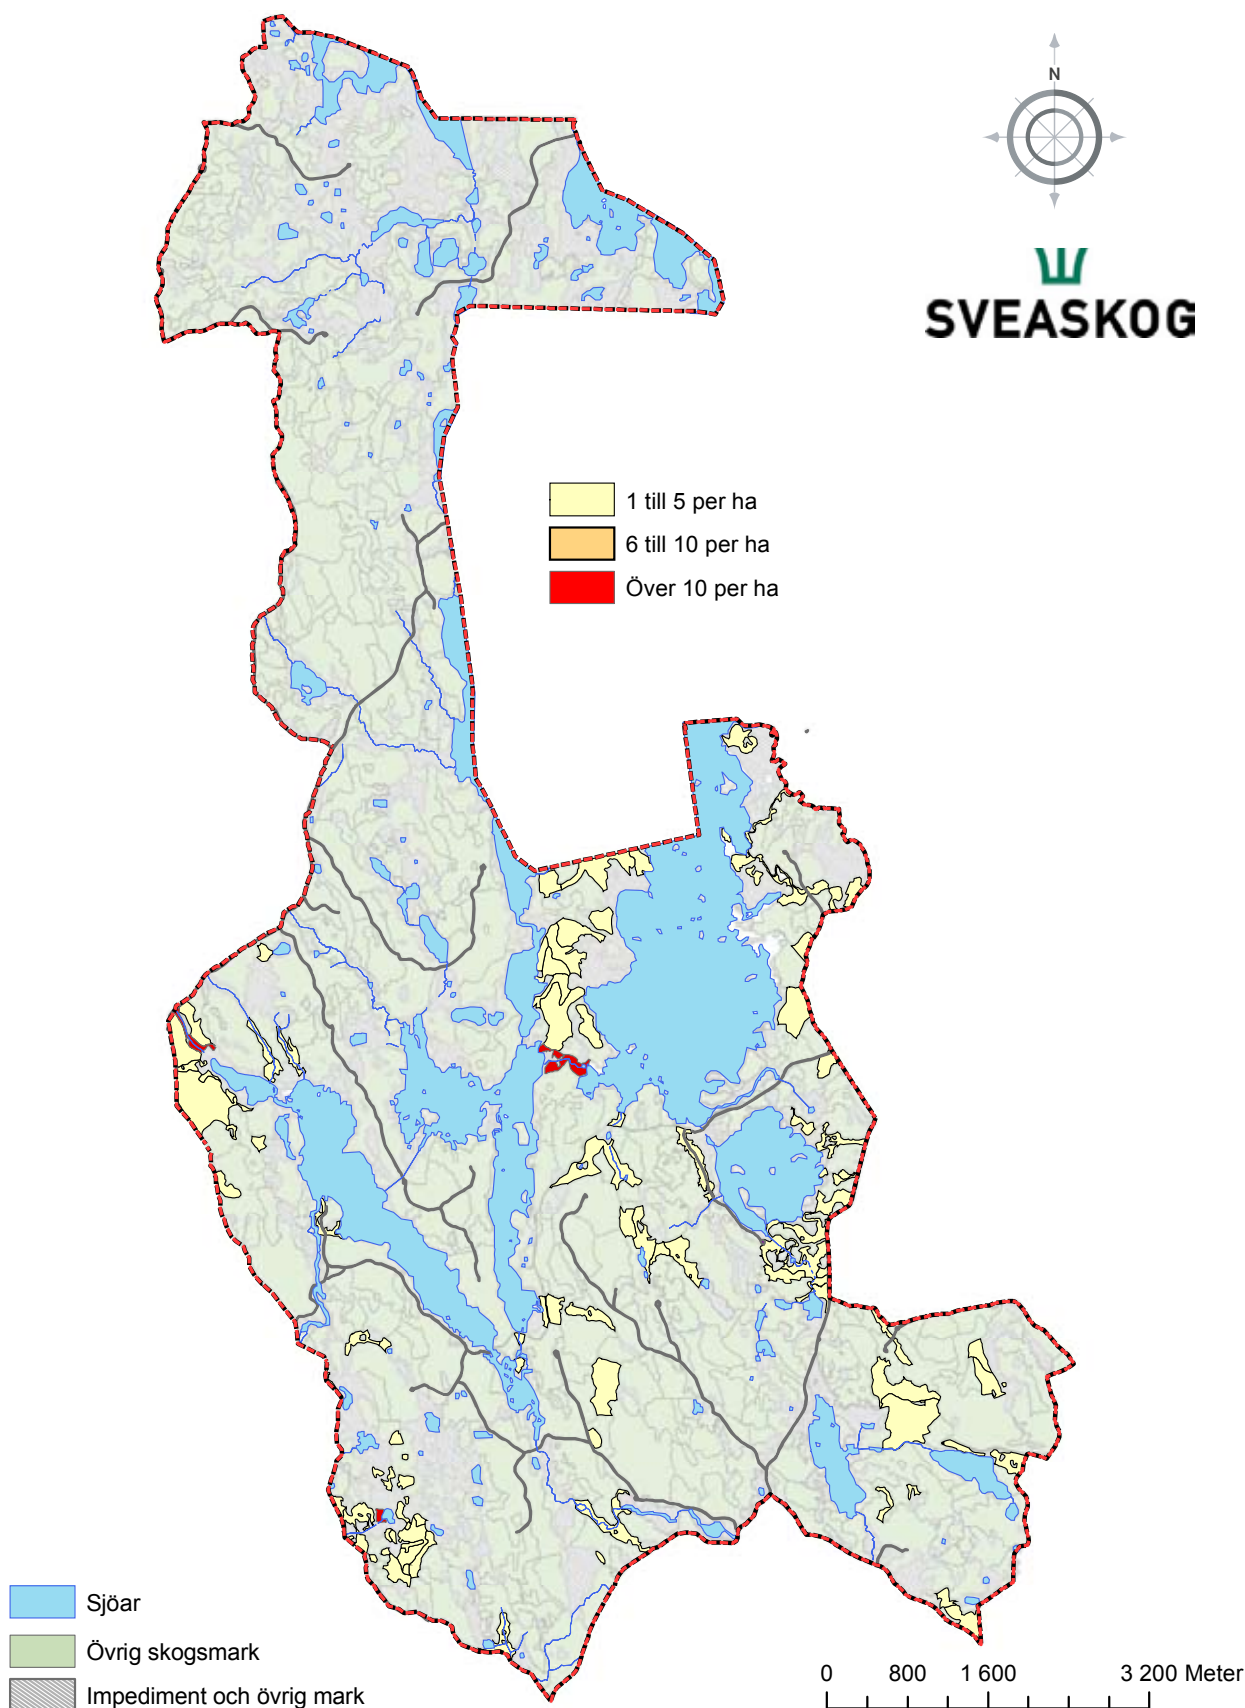 N
SVEASKOG
1 till 5 per ha
6 till 10 per ha
Över 10 per ha
Sjöar
Övrig skogsmark
Impediment och övrig mark
0 800 1 600 3 200 Meter